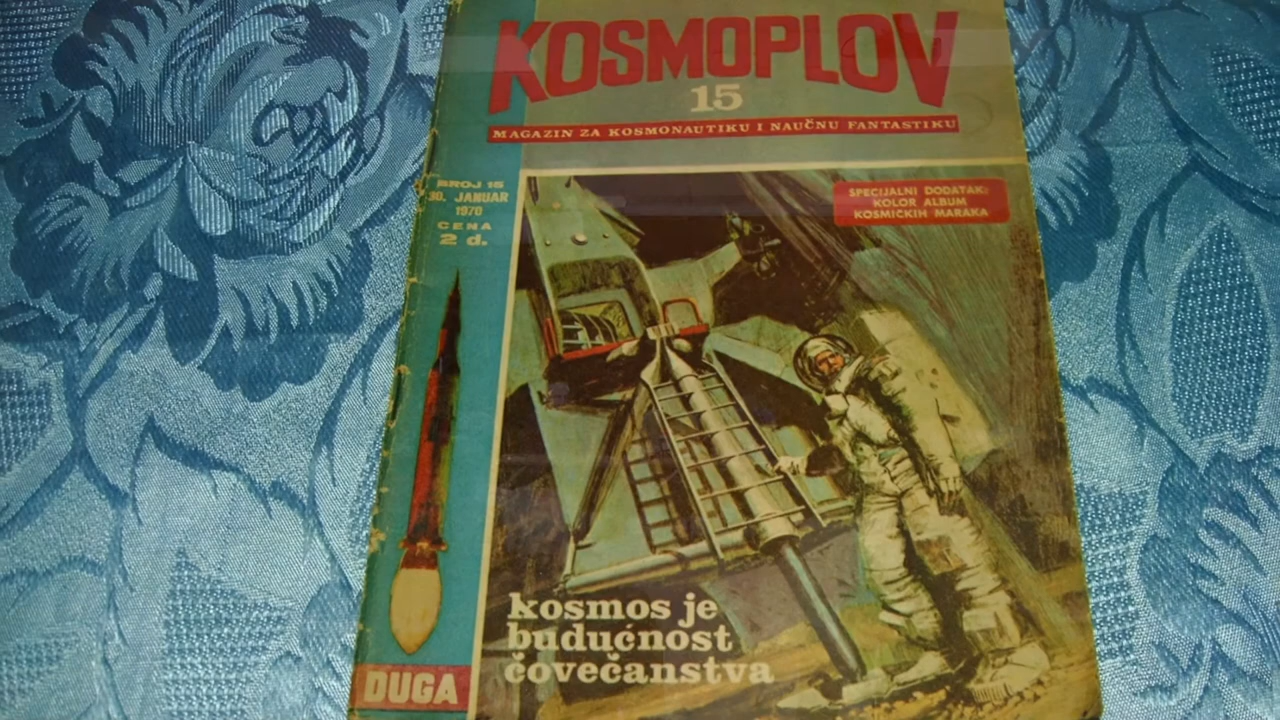 KOSMOPLOV
15
MAGAZIN ZA KOSMONAUTIKU I NAUČNU FANTASTIKU
BROJ 15
30. JANUAR
1970
CENA
2 d.
SPECIJALNI DODATAK:
KOLOR ALBUM
KOSMIČKIH MARAKA
kosmos je
budućnost
čovečanstva
DUGA